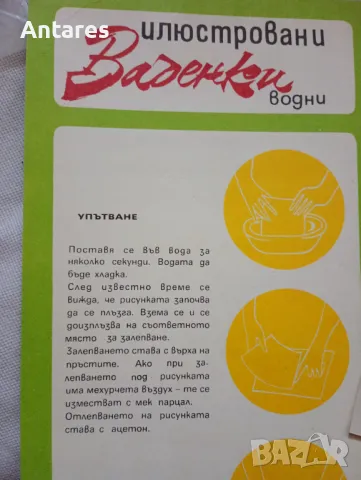 Antares
илюстровани
Ваденки
водни
УПЪТВАНЕ
Поставя се във вода за
няколко секунди. Водата да
бъде хладка.
След известно време се
вижда, че рисунката започва
да се плъзга. Взема се и се
доизплъзва на съответното
място за залепване.
Залепването става с върха на
пръстите. Ако при за-
лепването под рисунката
има мехурчета въздух – те се
изместват с мек парцал.
Отлепването на рисунката
става с ацетон.
BAZAR
bg